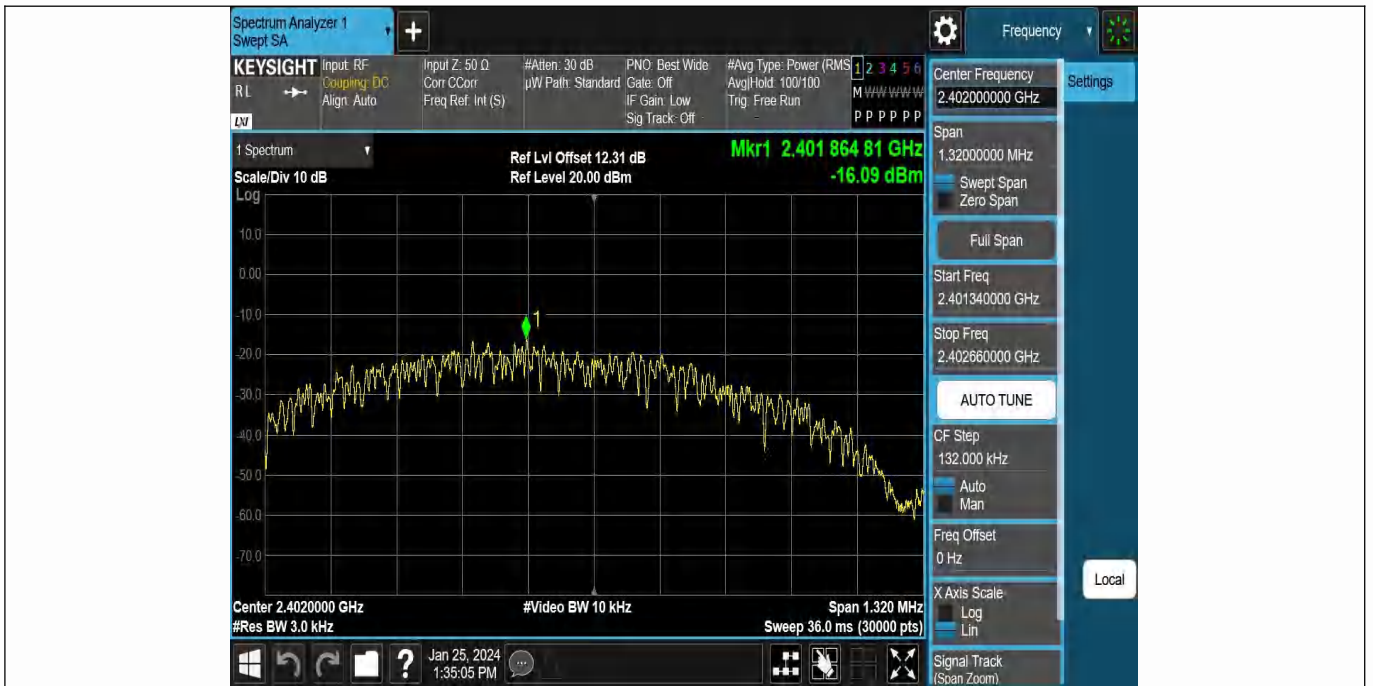 Spectrum Analyzer 1
Swept SA
+
Frequency
KEYSIGHT
RL
LXI
Input: RF
Coupling: DC
Align: Auto
Input Z: 50 Ω
Corr CCorr
Freq Ref: Int (S)
#Atten: 30 dB
µW Path: Standard
PNO: Best Wide
Gate: Off
IF Gain: Low
Sig Track: Off
#Avg Type: Power (RMS
Avg|Hold: 100/100
Trig: Free Run
1 2 3 4 5 6
M W W W W W
P P P P P P
Center Frequency
2.402000000 GHz
Settings
Span
1.32000000 MHz
Swept Span
Zero Span
Full Span
Start Freq
2.401340000 GHz
Stop Freq
2.402660000 GHz
AUTO TUNE
CF Step
132.000 kHz
Auto
Man
Freq Offset
0 Hz
X Axis Scale
Log
Lin
Signal Track
(Span Zoom)
Local
1 Spectrum
Scale/Div 10 dB
Ref Lvl Offset 12.31 dB
Ref Level 20.00 dBm
Mkr1 2.401 864 81 GHz
-16.09 dBm
Log
10.0
0.00
-10.0
-20.0
-30.0
-40.0
-50.0
-60.0
-70.0
1
Center 2.4020000 GHz
#Video BW 10 kHz
Span 1.320 MHz
#Res BW 3.0 kHz
Sweep 36.0 ms (30000 pts)
?
Jan 25, 2024
1:35:05 PM